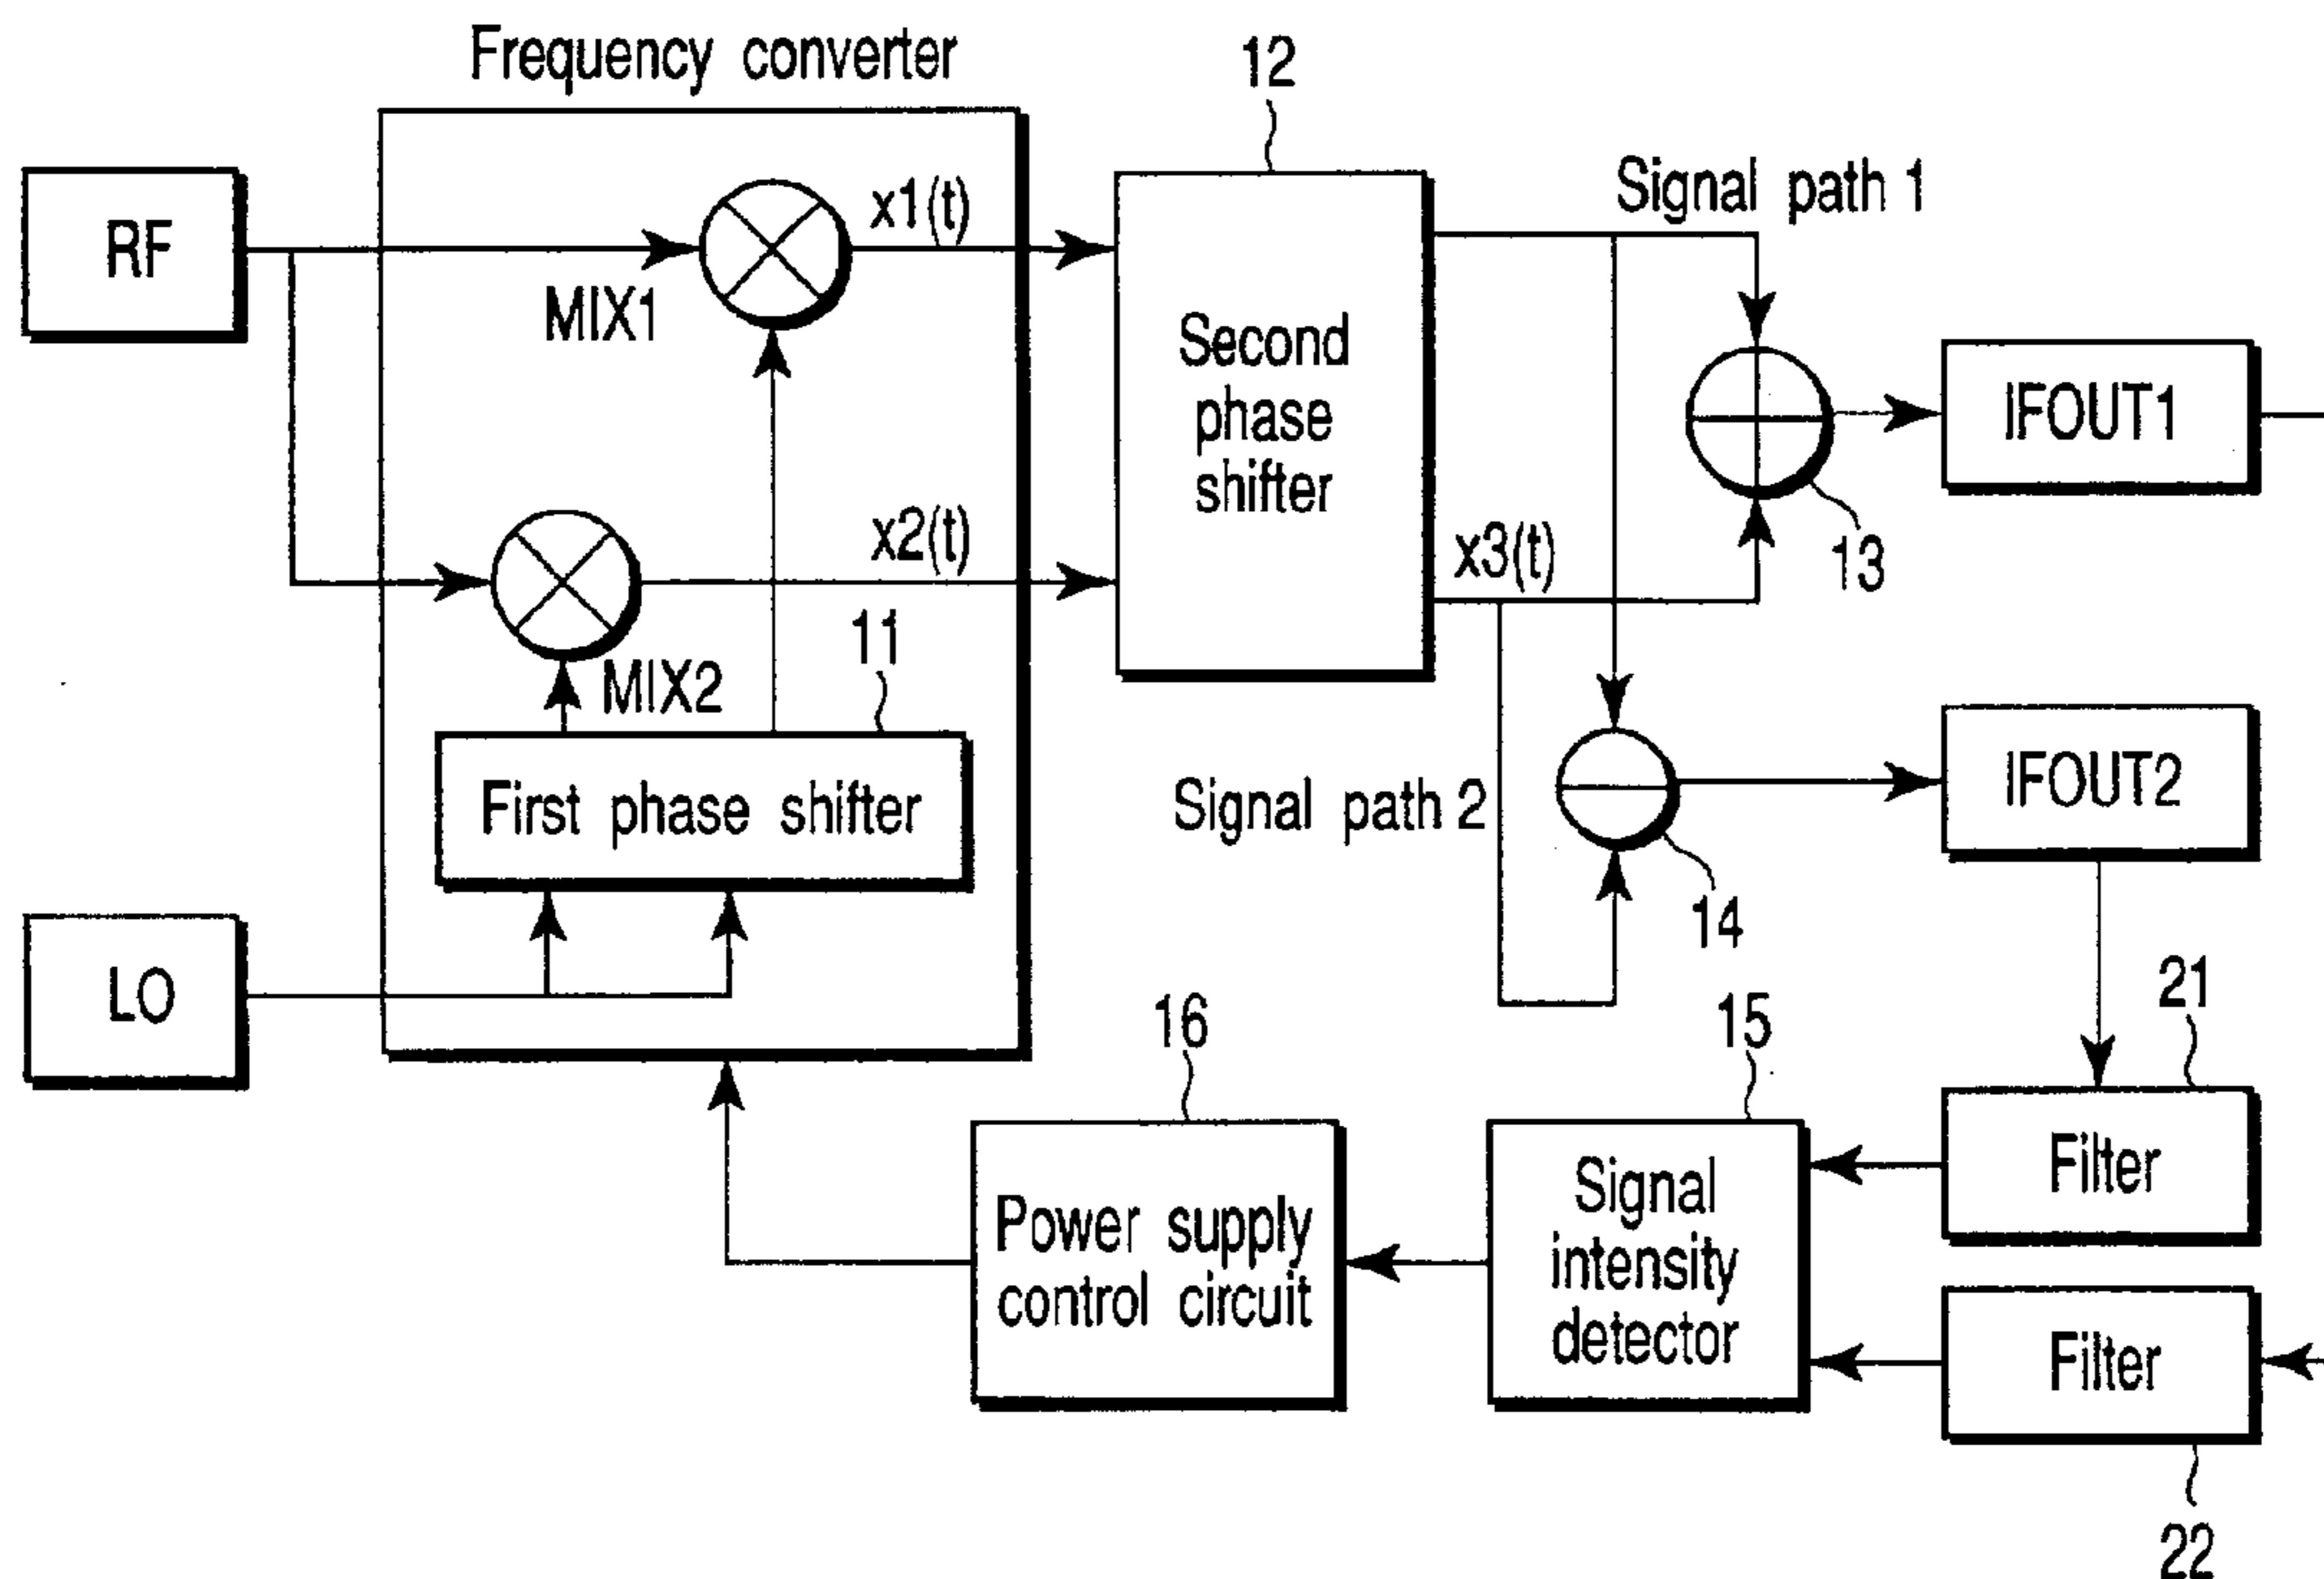 Frequency converter
12
Signal path 1
RF
x1(t)
MIX1
Second
phase
shifter
IFOUT1
x2(t)
x3(t)
13
11
MIX2
First phase shifter
Signal path 2
IFOUT2
14
LO
16
15
21
Power supply
control circuit
Signal
intensity
detector
Filter
Filter
22